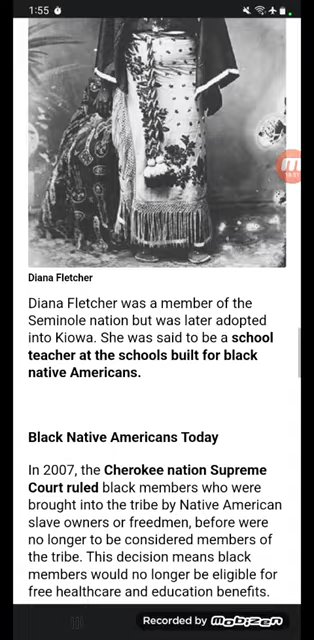 1:55
Diana Fletcher
Diana Fletcher was a member of the
Seminole nation but was later adopted
into Kiowa. She was said to be a school
teacher at the schools built for black
native Americans.
Black Native Americans Today
In 2007, the Cherokee nation Supreme
Court ruled black members who were
brought into the tribe by Native American
slave owners or freedmen, before were
no longer to be considered members of
the tribe. This decision means black
members would no longer be eligible for
free healthcare and education benefits.
Recorded by Mobizen